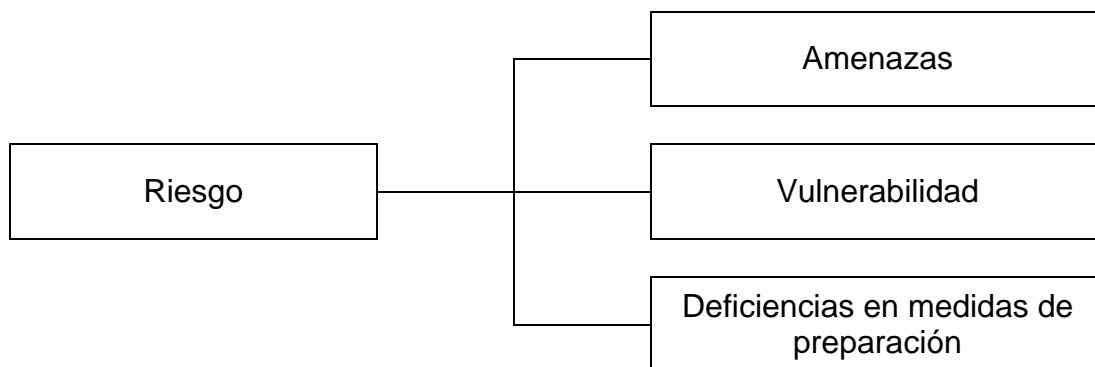 Amenazas
Riesgo
Vulnerabilidad
Deficiencias en medidas de
preparación